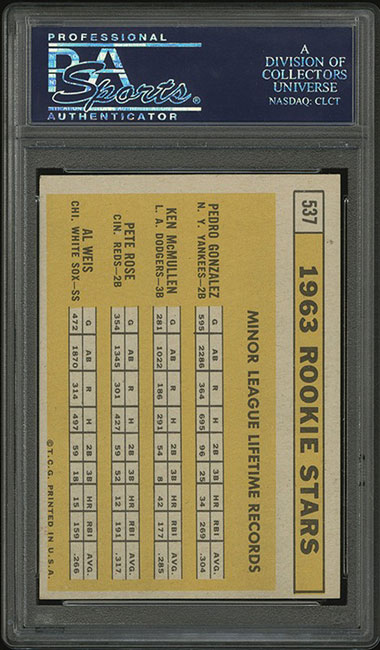 PROFESSIONAL
PSA
Sports®
AUTHENTICATOR
A
DIVISION OF
COLLECTORS
UNIVERSE
NASDAQ: CLCT
537
1963 ROOKIE STARS
MINOR LEAGUE LIFETIME RECORDS
PEDRO GONZALEZ
N. Y. YANKEES—2B
G AB R H 2B 3B HR RBI AVG.
595 2286 364 695 96 25 34 269 .304
KEN McMULLEN
L. A. DODGERS—3B
G AB R H 2B 3B HR RBI AVG.
281 1022 186 291 54 8 42 177 .285
PETE ROSE
CIN. REDS—2B
G AB R H 2B 3B HR RBI AVG.
354 1345 301 427 59 52 12 191 .317
AL WEIS
CHI. WHITE SOX—SS
G AB R H 2B 3B HR RBI AVG.
472 1870 314 497 59 18 15 159 .266
© T.C.G. PRINTED IN U.S.A.